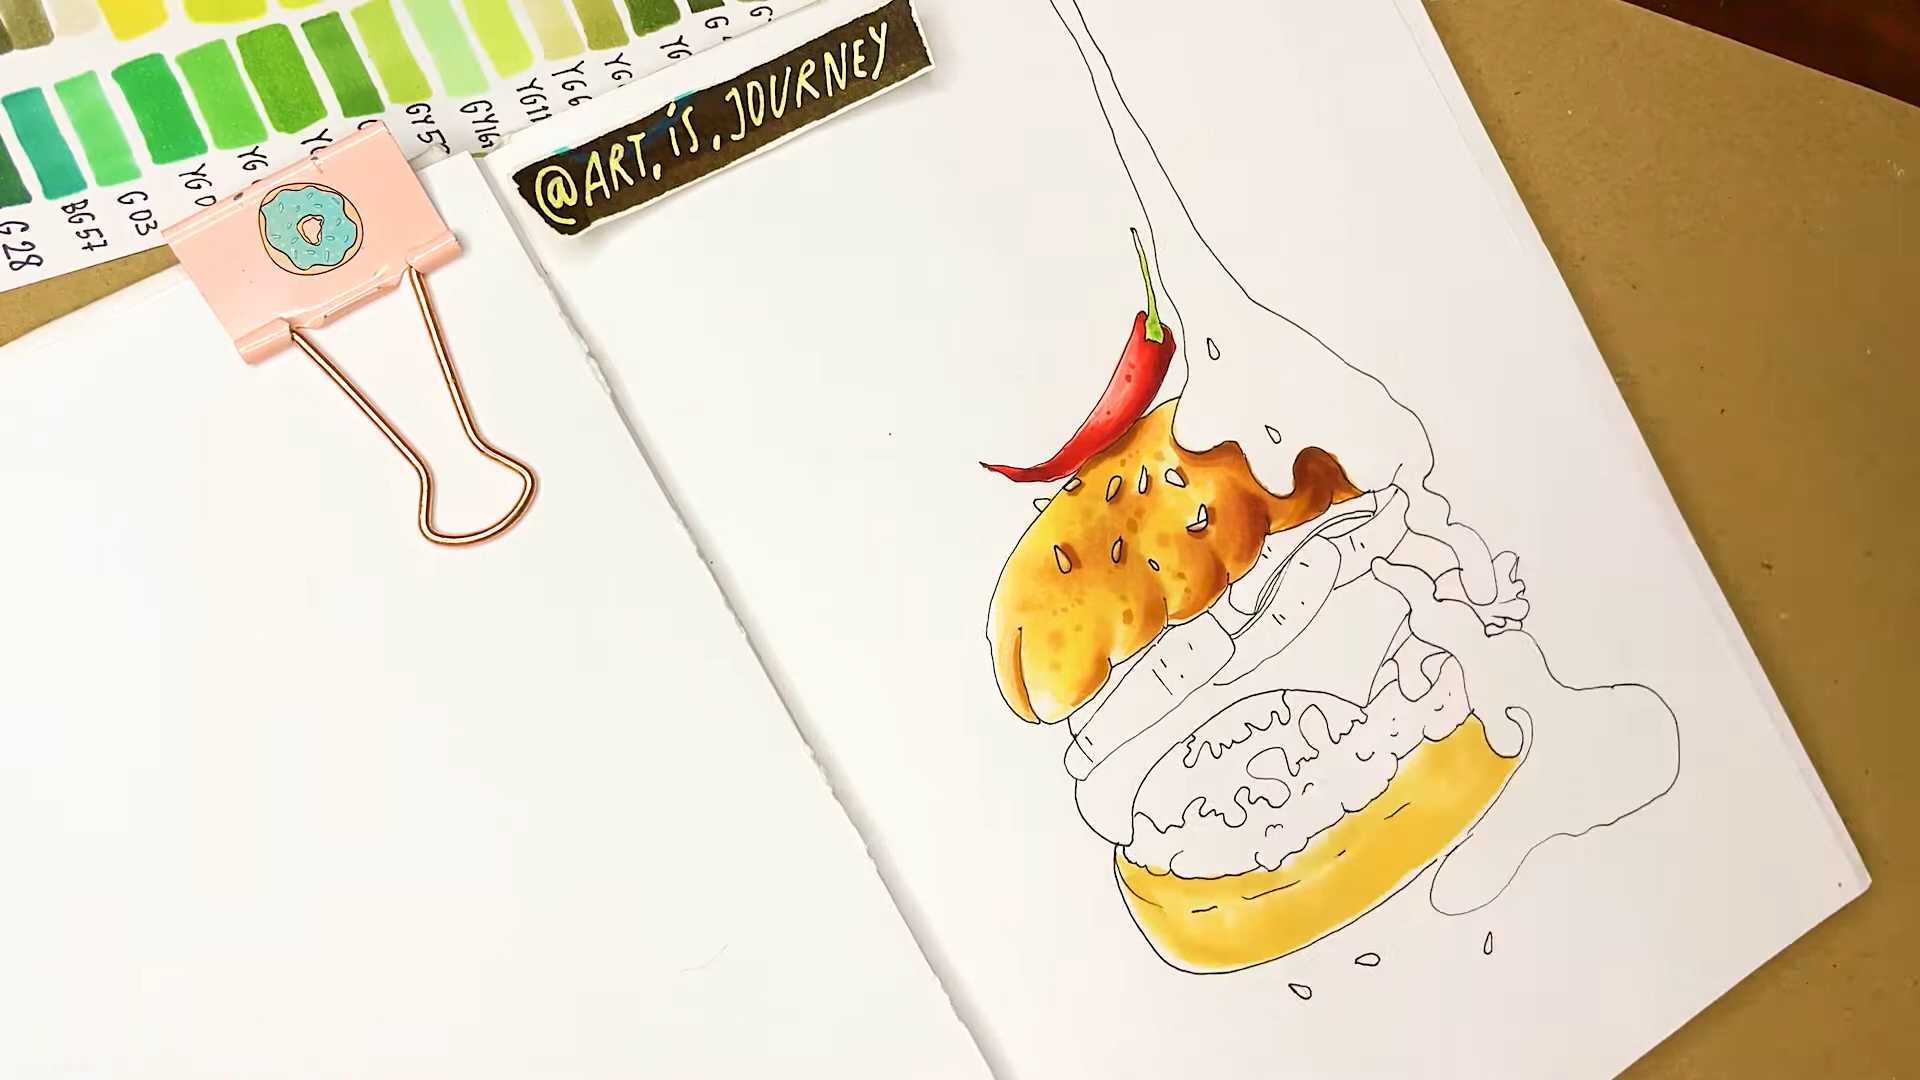 @ART.iS.JOURNEY
G28
BG57
G03
YG0
YG
GY5
GY16
YG11
YG6
YG
YG
G
G